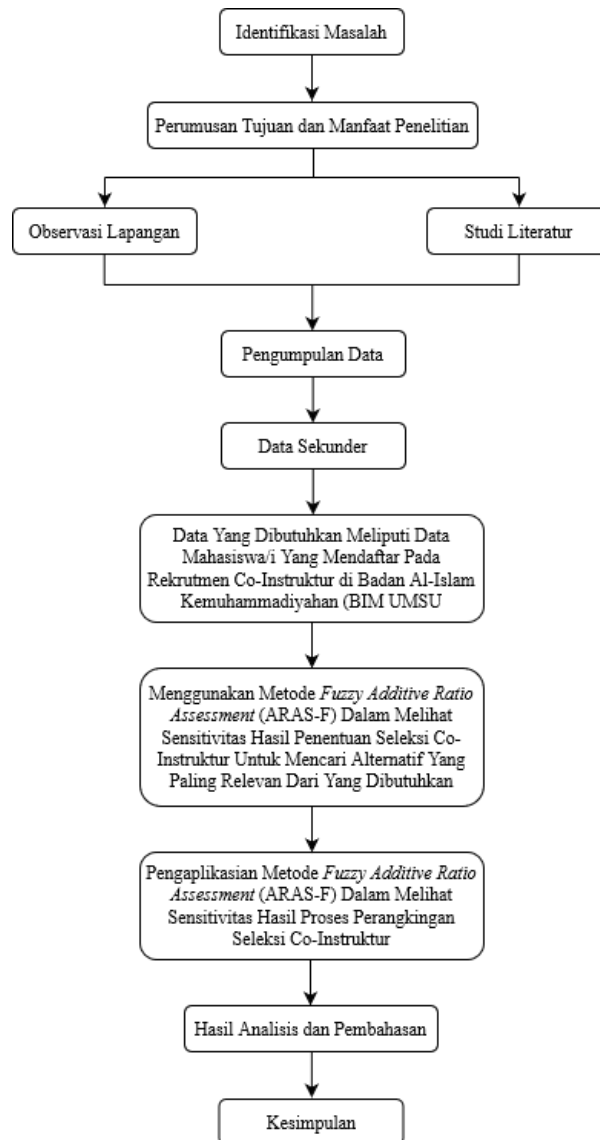 Identifikasi Masalah
Perumusan Tujuan dan Manfaat Penelitian
Observasi Lapangan
Studi Literatur
Pengumpulan Data
Data Sekunder
Data Yang Dibutuhkan Meliputi Data
Mahasiswa/i Yang Mendaftar Pada
Rekrutmen Co-Instruktur di Badan Al-Islam
Kemuhammadiyahan (BIM UMSU
Menggunakan Metode Fuzzy Additive Ratio
Assessment (ARAS-F) Dalam Melihat
Sensitivitas Hasil Penentuan Seleksi Co-
Instruktur Untuk Mencari Alternatif Yang
Paling Relevan Dari Yang Dibutuhkan
Pengaplikasian Metode Fuzzy Additive Ratio
Assessment (ARAS-F) Dalam Melihat
Sensitivitas Hasil Proses Perangkingan
Seleksi Co-Instruktur
Hasil Analisis dan Pembahasan
Kesimpulan